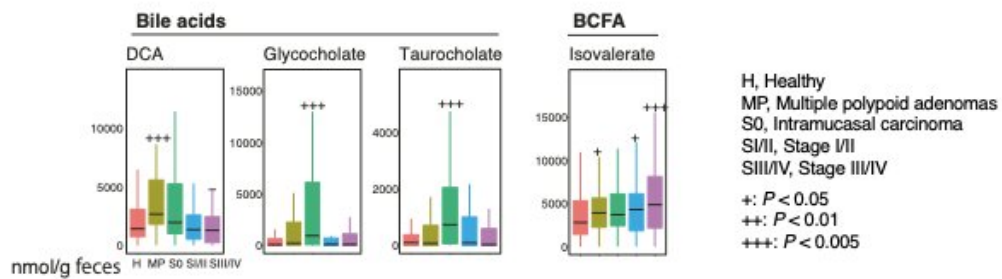 Bile acids
BCFA
DCA
Glycocholate
Taurocholate
Isovalerate
10000
5000
0
+++
+++
15000
10000
5000
0
+++
4000
2000
0
+++
15000
10000
5000
0
+
+
+++
nmol/g feces
H MP S0 SI/II SIII/IV
H, Healthy
MP, Multiple polypoid adenomas
S0, Intramucasal carcinoma
SI/II, Stage I/II
SIII/IV, Stage III/IV
+: P < 0.05
++: P < 0.01
+++: P < 0.005